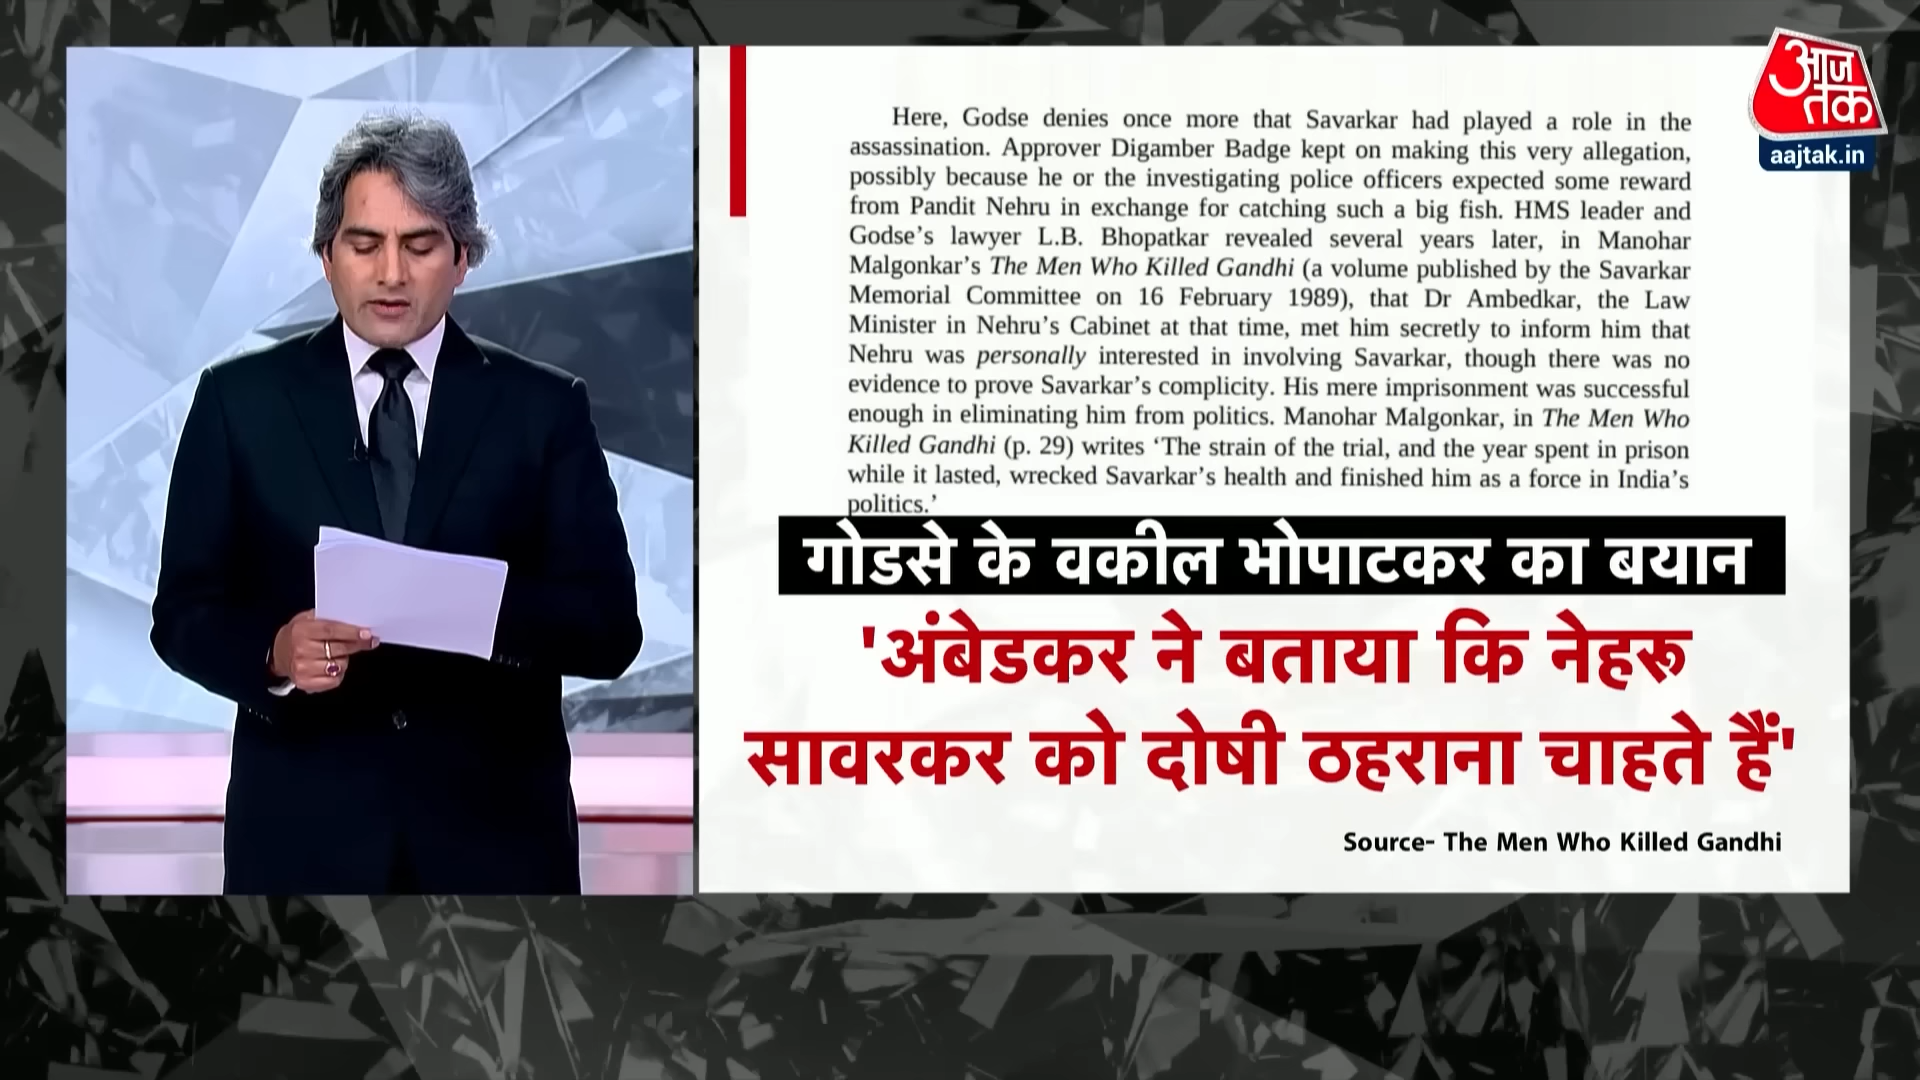 आज
तक
aajtak.in
Here, Godse denies once more that Savarkar had played a role in the
assassination. Approver Digamber Badge kept on making this very allegation,
possibly because he or the investigating police officers expected some reward
from Pandit Nehru in exchange for catching such a big fish. HMS leader and
Godse’s lawyer L.B. Bhopatkar revealed several years later, in Manohar
Malgonkar’s The Men Who Killed Gandhi (a volume published by the Savarkar
Memorial Committee on 16 February 1989), that Dr Ambedkar, the Law
Minister in Nehru’s Cabinet at that time, met him secretly to inform him that
Nehru was personally interested in involving Savarkar, though there was no
evidence to prove Savarkar’s complicity. His mere imprisonment was successful
enough in eliminating him from politics. Manohar Malgonkar, in The Men Who
Killed Gandhi (p. 29) writes ‘The strain of the trial, and the year spent in prison
while it lasted, wrecked Savarkar’s health and finished him as a force in India’s
politics.’
गोडसे के वकील भोपाटकर का बयान
'अंबेडकर ने बताया कि नेहरू
सावरकर को दोषी ठहराना चाहते हैं'
Source- The Men Who Killed Gandhi